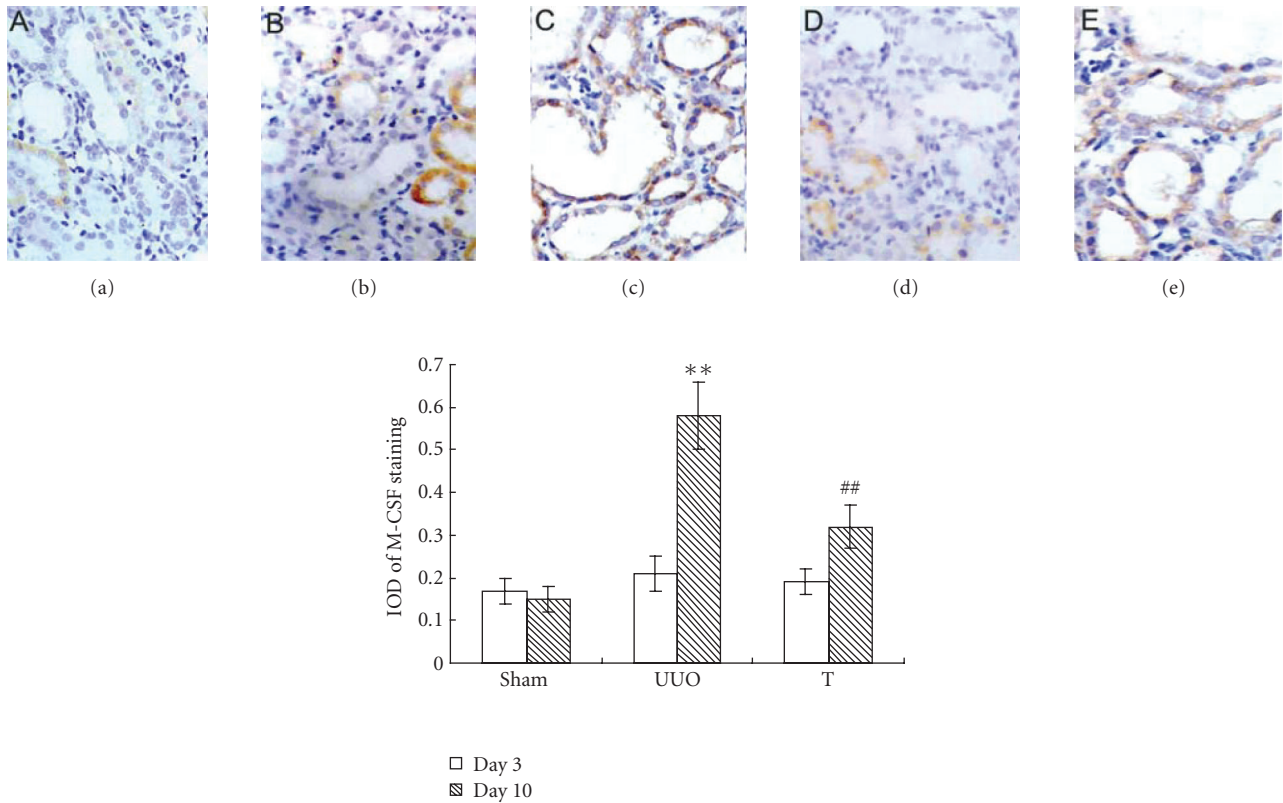 A B C D E
(a) (b) (c) (d) (e)
IOD of M-CSF staining
0.7
0.6
0.5
0.4
0.3
0.2
0.1
0
**
##
Sham UUO T
Day 3
Day 10